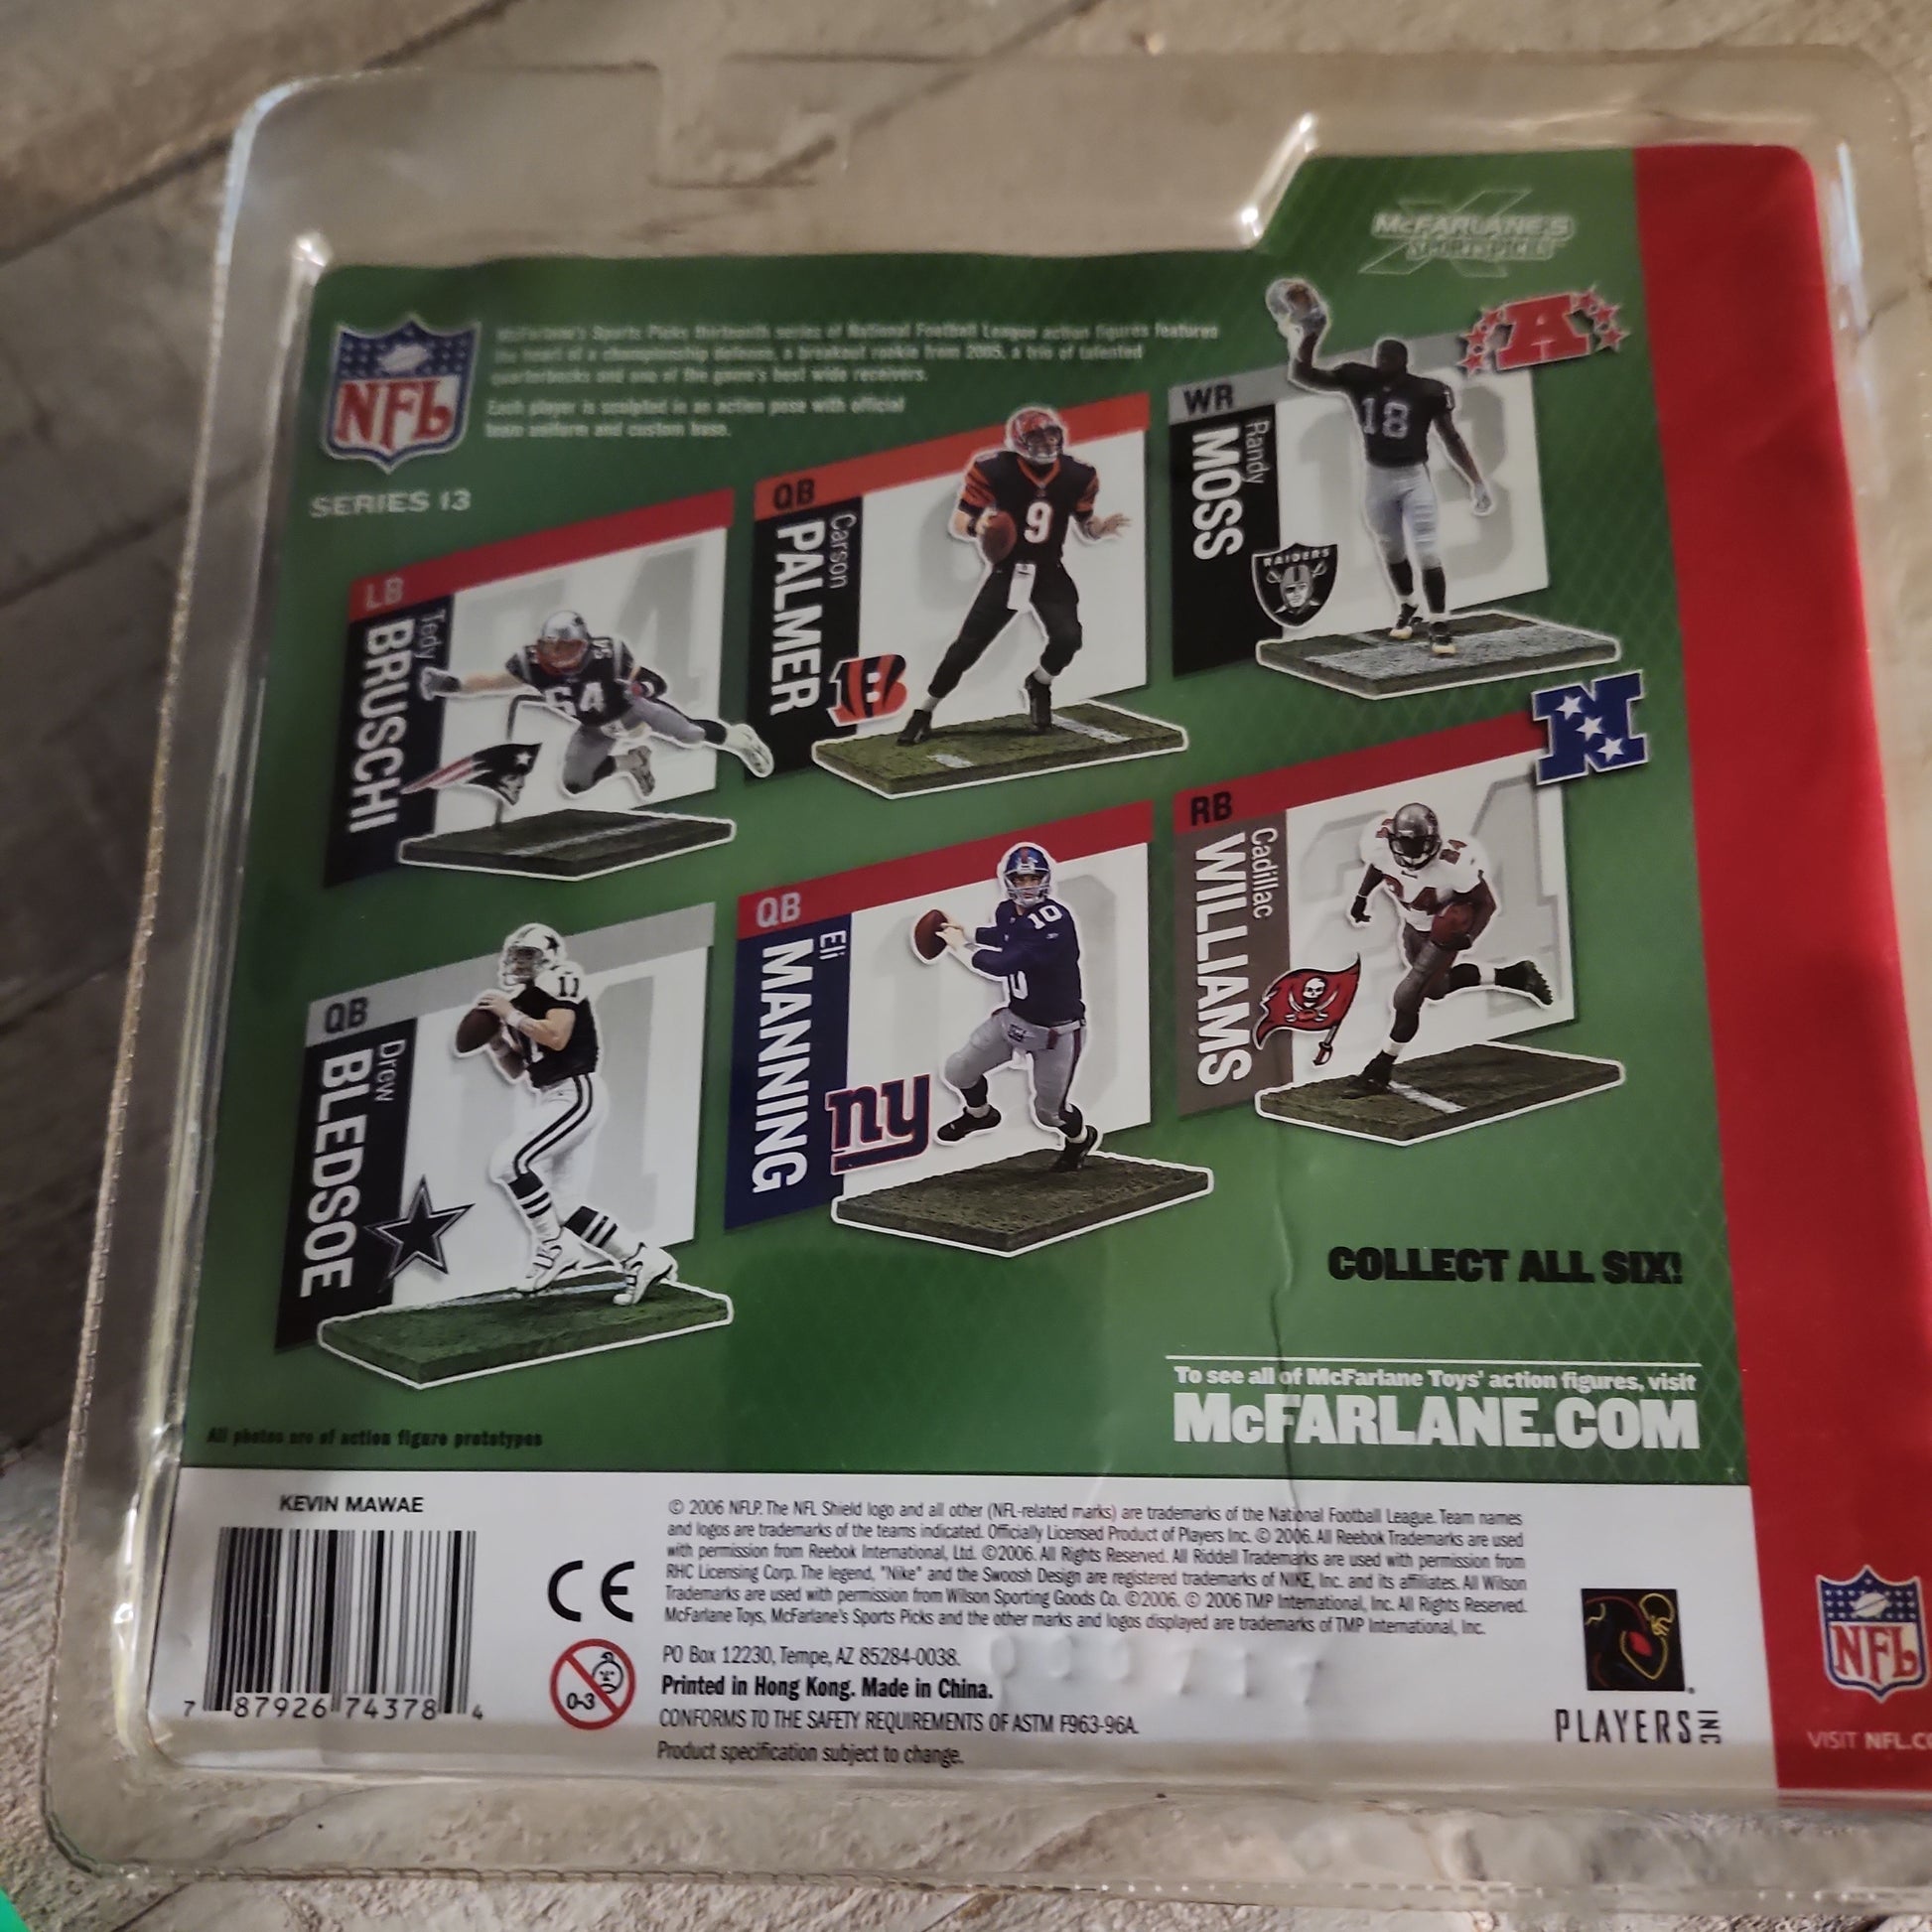 McFARLANE'S
SPORTSPICKS
NFL
McFarlane's Sports Picks thirteenth series of National Football League action figures features
the heart of a championship defense, a breakout rookie from 2005, a trio of talented
quarterbacks and one of the game's best wide receivers.
Each player is sculpted in an action pose with official
team uniform and custom base.
SERIES 13
A
LB
Tedy
BRUSCHI
54
QB
Carson
PALMER
9
B
WR
Randy
MOSS
18
RAIDERS
N
QB
Drew
BLEDSOE
11
QB
Eli
MANNING
10
ny
RB
Cadillac
WILLIAMS
24
COLLECT ALL SIX!
To see all of McFarlane Toys' action figures, visit
McFARLANE.COM
All photos are of action figure prototypes
KEVIN MAWAE
7 87926 74378 4
CE
0-3
© 2006 NFLP. The NFL Shield logo and all other (NFL-related marks) are trademarks of the National Football League. Team names
and logos are trademarks of the teams indicated. Officially Licensed Product of Players Inc. © 2006. All Reebok Trademarks are used
with permission from Reebok International, Ltd. ©2006. All Rights Reserved. All Riddell Trademarks are used with permission from
RHC Licensing Corp. The legend, "Nike" and the Swoosh Design are registered trademarks of NIKE, Inc. and its affiliates. All Wilson
Trademarks are used with permission from Wilson Sporting Goods Co. ©2006. © 2006 TMP International, Inc. All Rights Reserved.
McFarlane Toys, McFarlane's Sports Picks and the other marks and logos displayed are trademarks of TMP International, Inc.
PO Box 12230, Tempe, AZ 85284-0038.
Printed in Hong Kong. Made in China.
CONFORMS TO THE SAFETY REQUIREMENTS OF ASTM F963-96A.
Product specification subject to change.
PLAYERS INC
NFL
VISIT NFL.C